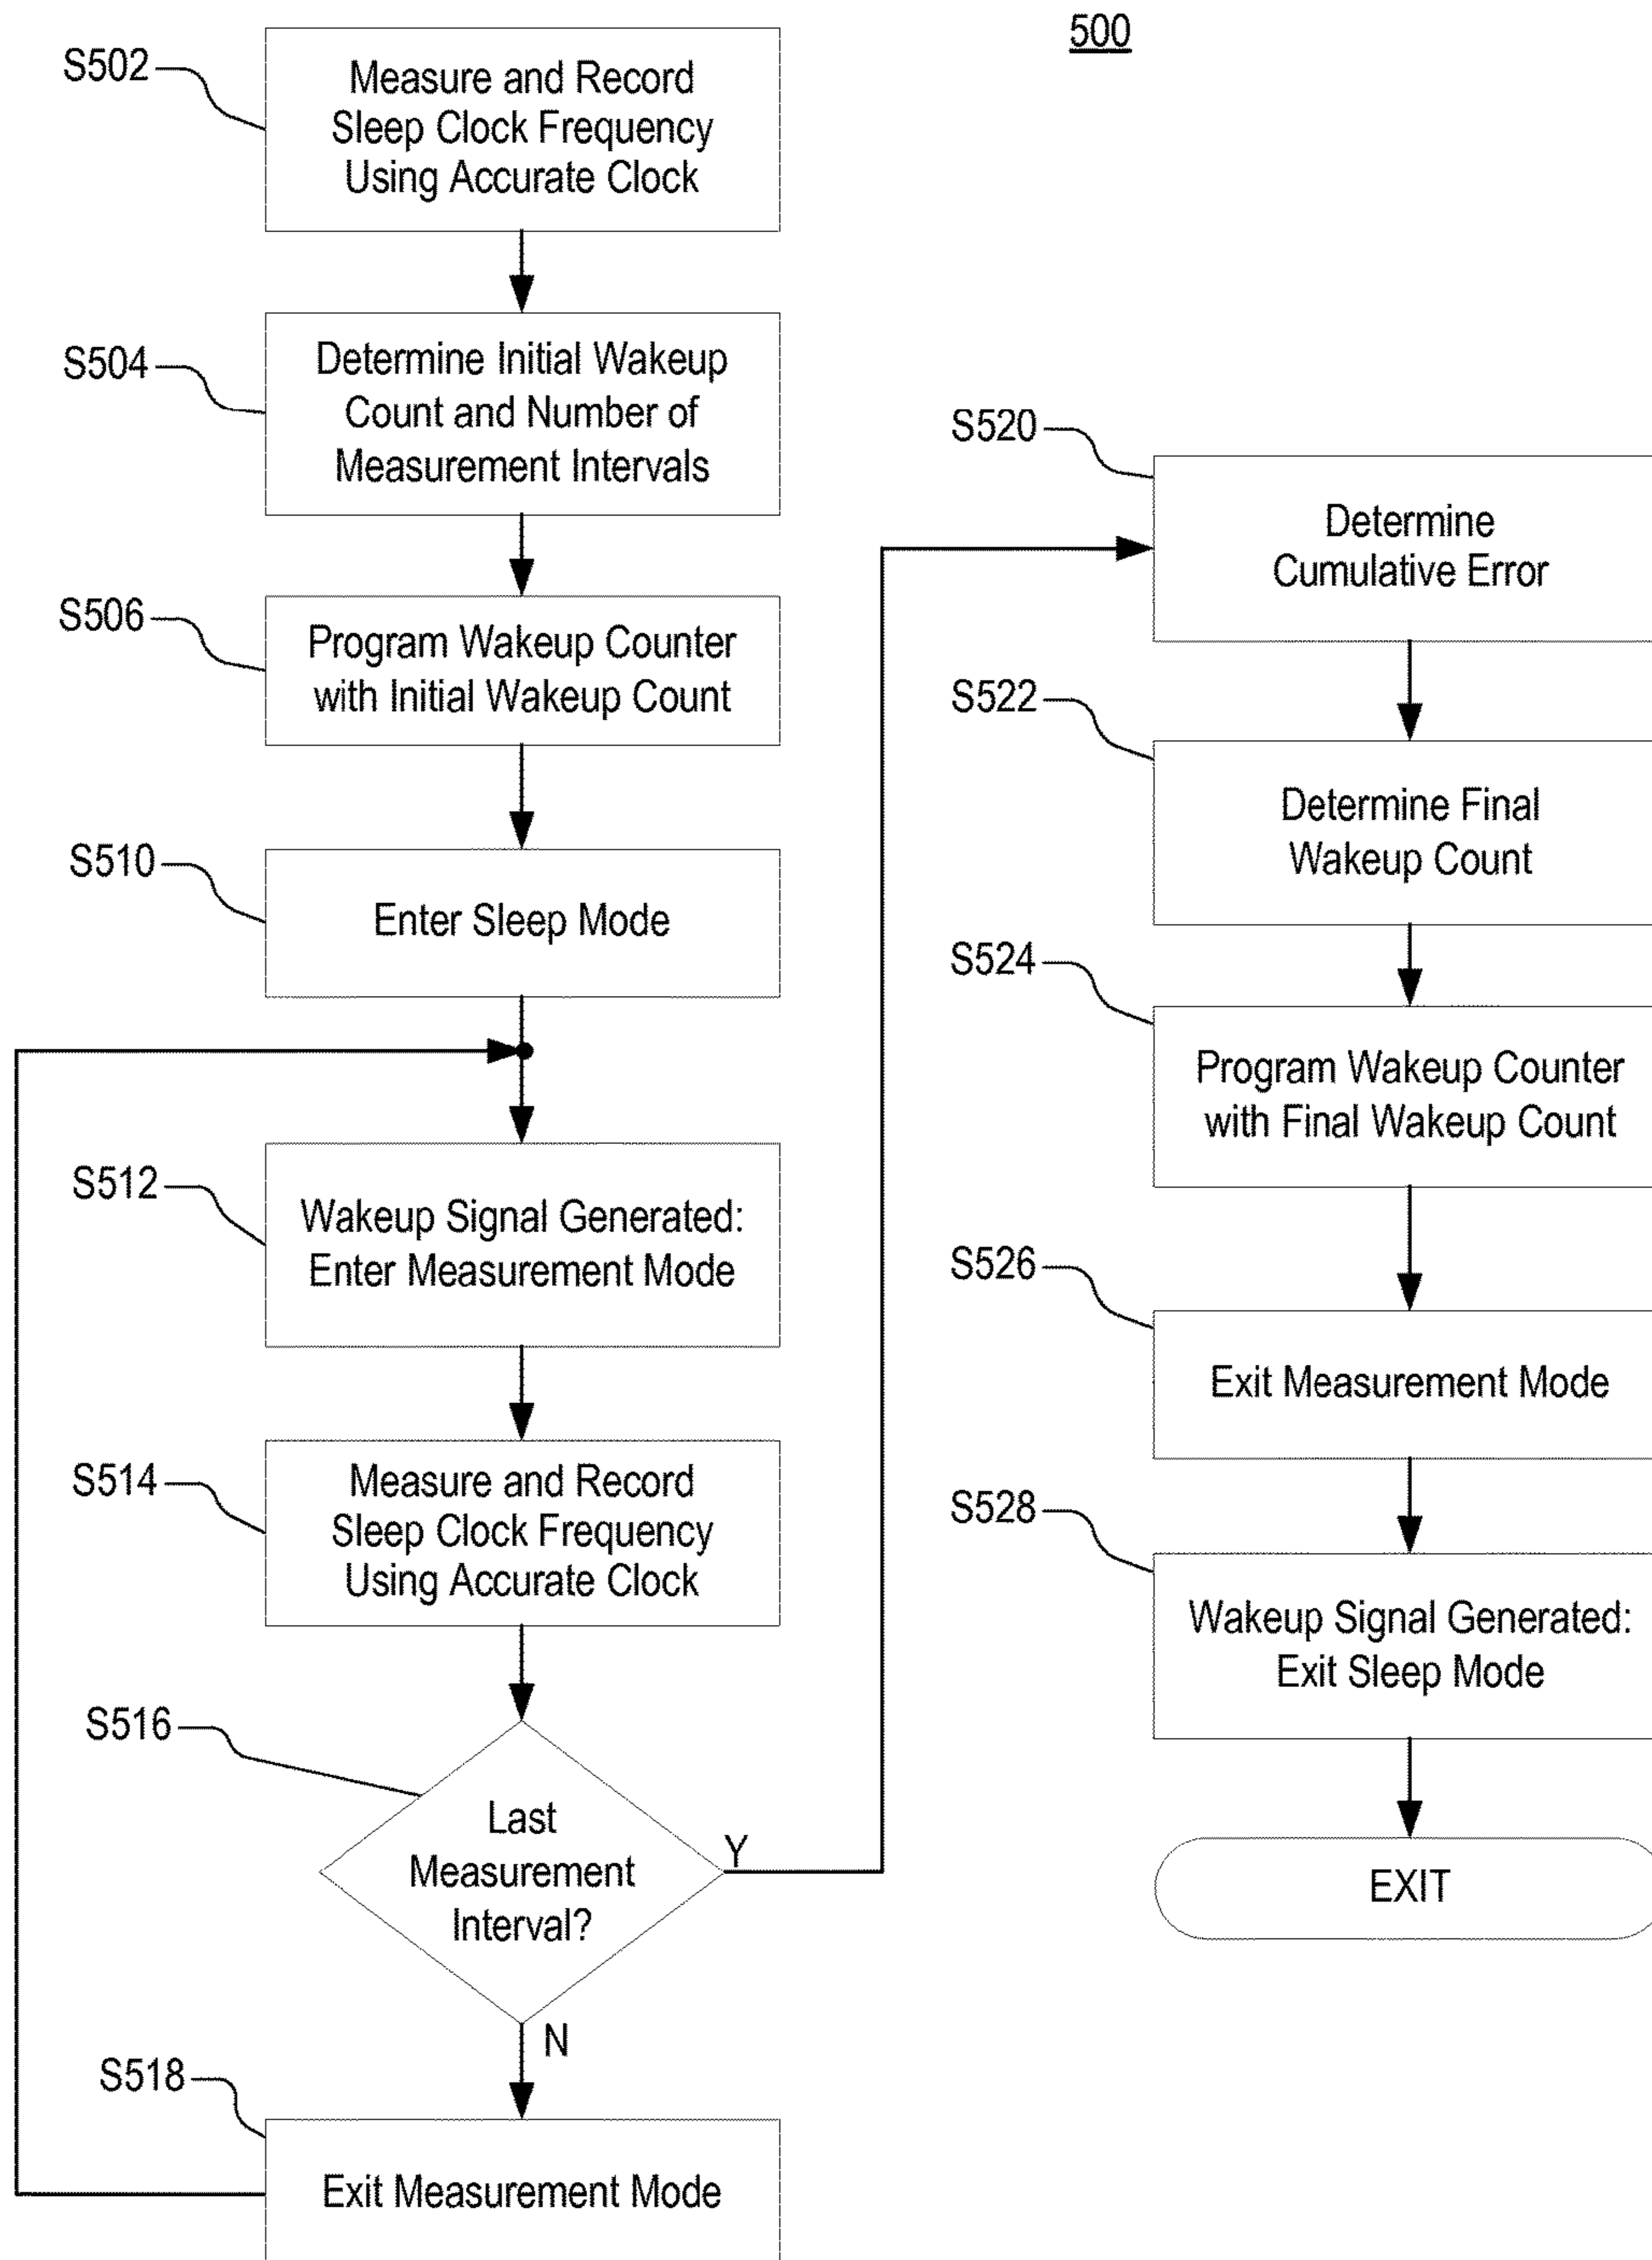 500
S502
Measure and Record
Sleep Clock Frequency
Using Accurate Clock
S504
Determine Initial Wakeup
Count and Number of
Measurement Intervals
S506
Program Wakeup Counter
with Initial Wakeup Count
S510
Enter Sleep Mode
S512
Wakeup Signal Generated:
Enter Measurement Mode
S514
Measure and Record
Sleep Clock Frequency
Using Accurate Clock
S516
Last
Measurement
Interval?
Y
N
S518
Exit Measurement Mode
S520
Determine
Cumulative Error
S522
Determine Final
Wakeup Count
S524
Program Wakeup Counter
with Final Wakeup Count
S526
Exit Measurement Mode
S528
Wakeup Signal Generated:
Exit Sleep Mode
EXIT